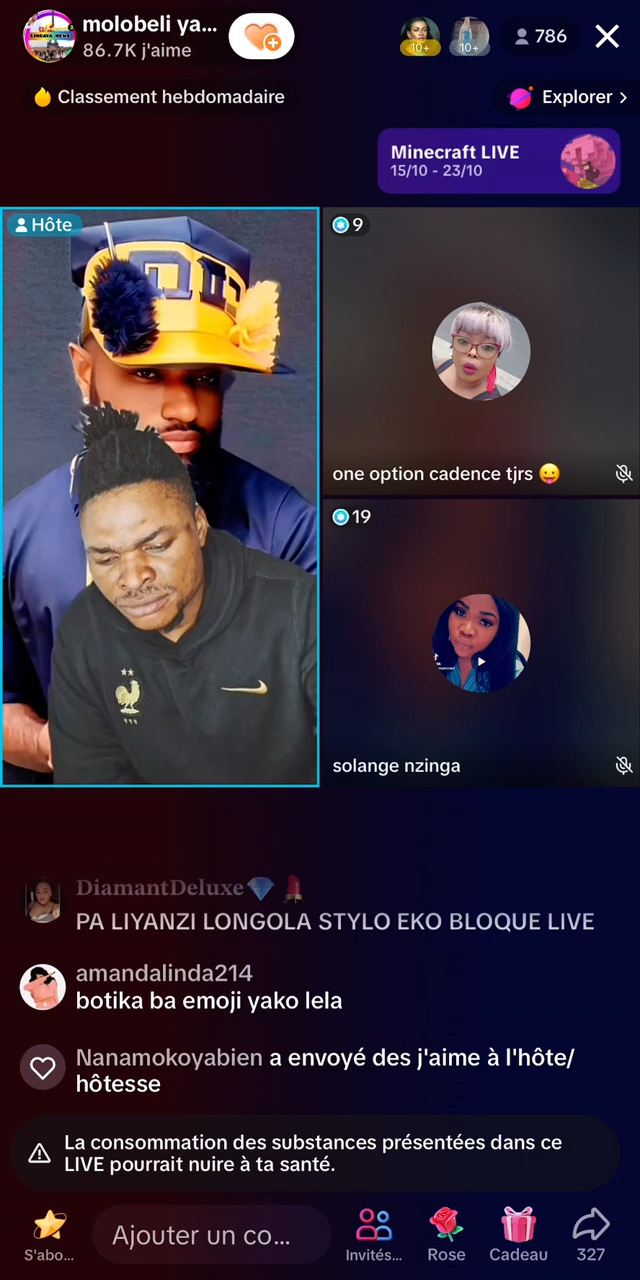 molobeli ya...
86.7K j'aime
10+
10+
786
Classement hebdomadaire
Explorer >
Minecraft LIVE
15/10 - 23/10
Hôte
9
one option cadence tjrs 😛
19
solange nzinga
DiamantDeluxe💎💄
PA LIYANZI LONGOLA STYLO EKO BLOQUE LIVE
amandalinda214
botika ba emoji yako lela
Nanamokoyabien a envoyé des j'aime à l'hôte/
hôtesse
La consommation des substances présentées dans ce
LIVE pourrait nuire à ta santé.
S'abo...
Ajouter un co...
Invités...
Rose
Cadeau
327